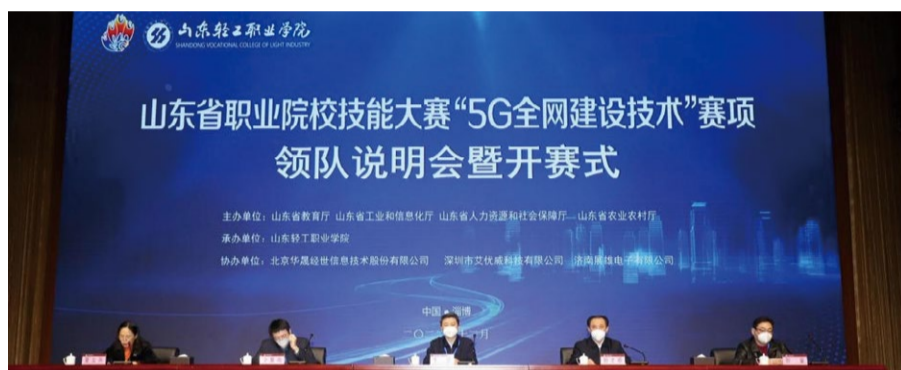 山东轻工职业学院
SHANDONG VOCATIONAL COLLEGE OF LIGHT INDUSTRY
山东省职业院校技能大赛“5G全网建设技术”赛项
领队说明会暨开赛式
主办单位：山东省教育厅 山东省工业和信息化厅 山东省人力资源和社会保障厅 山东省农业农村厅
承办单位：山东轻工职业学院
协办单位：北京华晟经世信息技术股份有限公司 深圳市艾优威科技有限公司 济南博雄电子有限公司
中国 淄博
二〇二 月